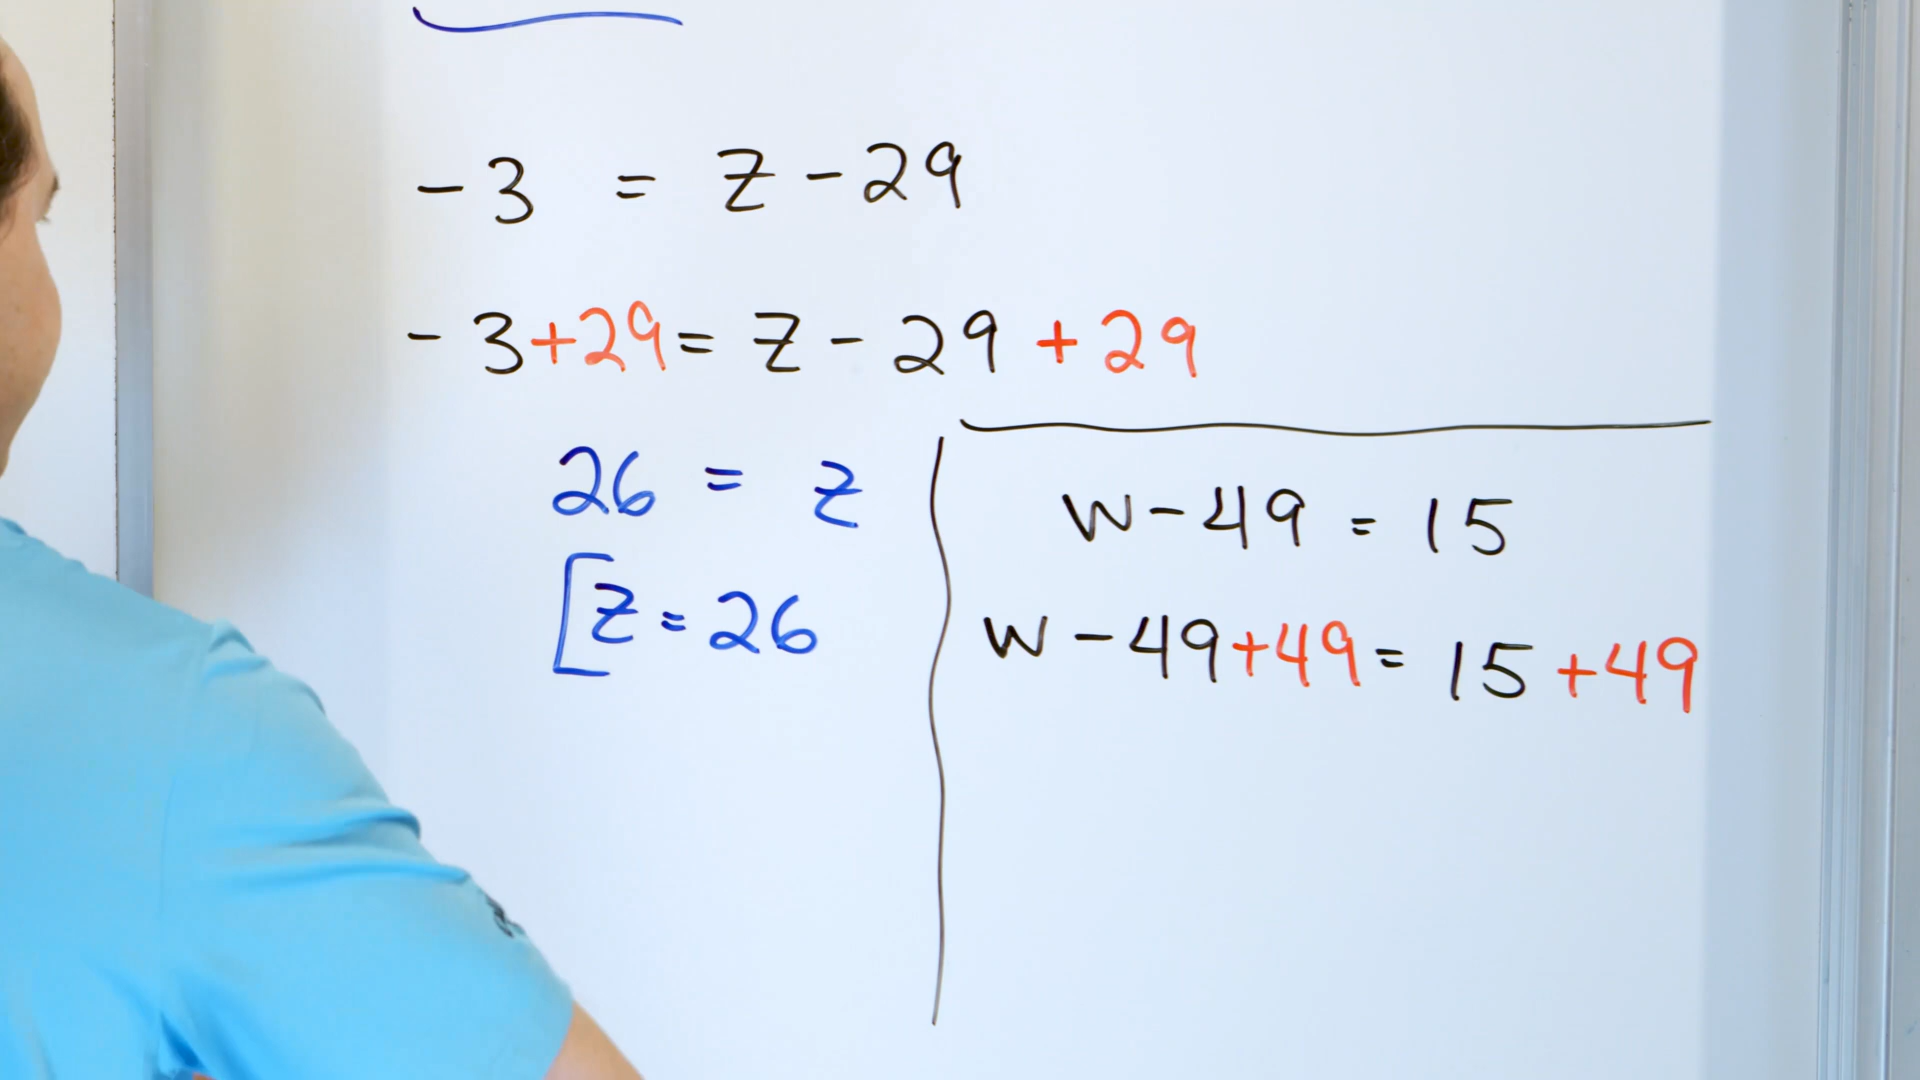 -3 = z-29
-3+29= z-29 +29
26 = z
[z=26
w-49 = 15
w-49+49= 15+49